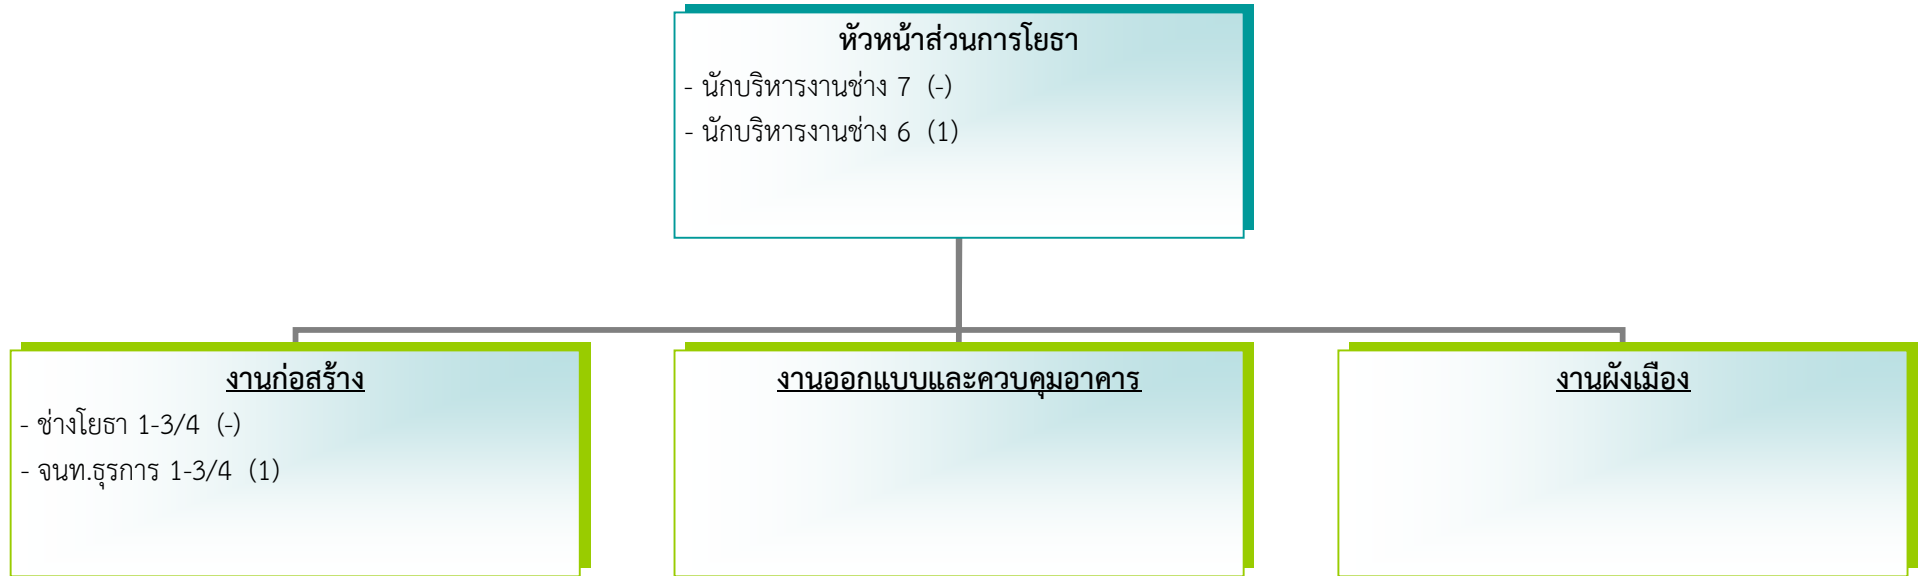 หัวหน้าส่วนการโยธา
- นักบริหารงานช่าง 7 (-)
- นักบริหารงานช่าง 6 (1)
งานก่อสร้าง
- ช่างโยธา 1-3/4 (-)
- จนท.ธุรการ 1-3/4 (1)
งานออกแบบและควบคุมอาคาร
งานผังเมือง